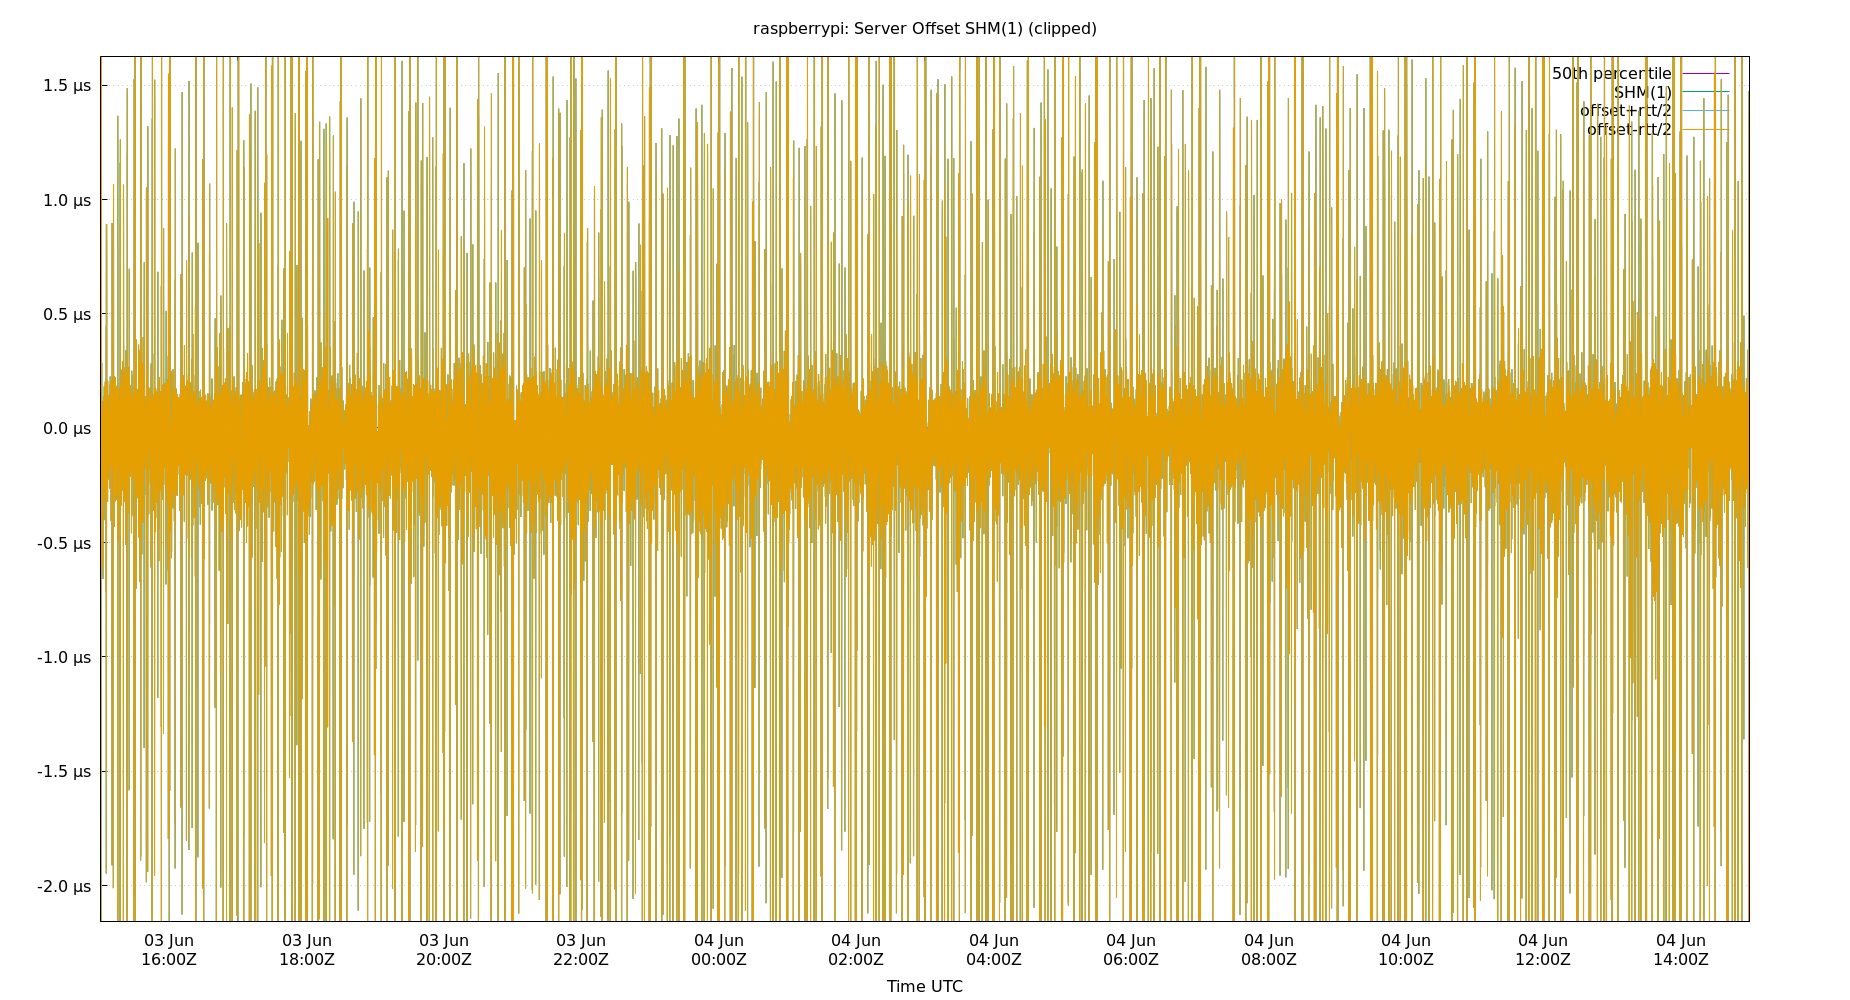 raspberrypi: Server Offset SHM(1) (clipped)
1.5 µs
1.0 µs
0.5 µs
0.0 µs
-0.5 µs
-1.0 µs
-1.5 µs
-2.0 µs
50th percentile
SHM(1)
offset+rtt/2
offset-rtt/2
03 Jun 03 Jun 03 Jun 03 Jun 04 Jun 04 Jun 04 Jun 04 Jun 04 Jun 04 Jun 04 Jun 04 Jun
16:00Z 18:00Z 20:00Z 22:00Z 00:00Z 02:00Z 04:00Z 06:00Z 08:00Z 10:00Z 12:00Z 14:00Z
Time UTC